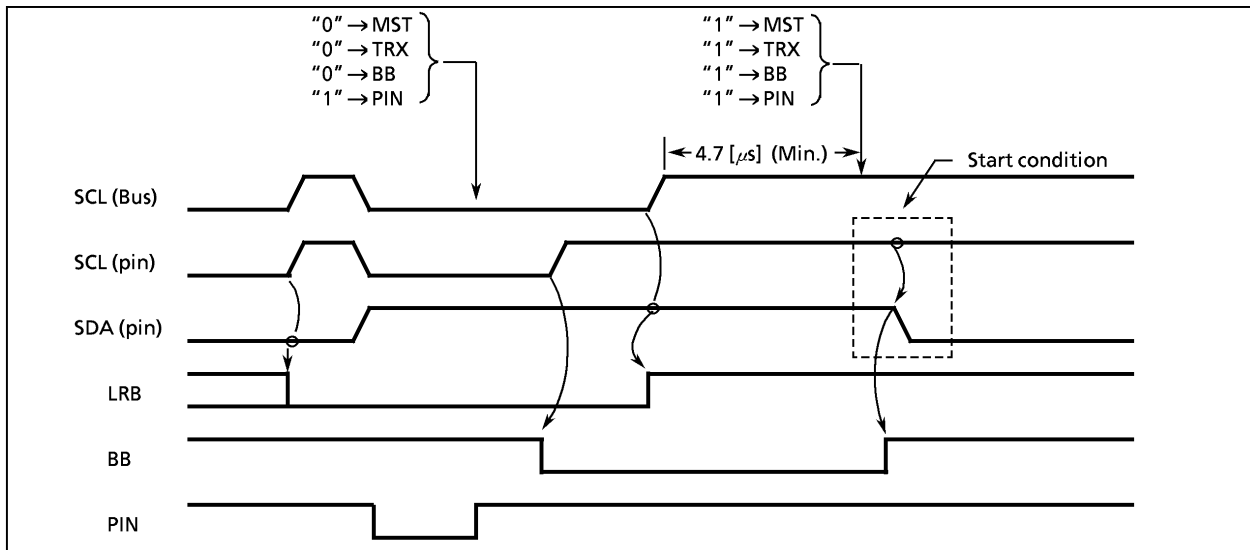 “0” → MST
“0” → TRX
“0” → BB
“1” → PIN
“1” → MST
“1” → TRX
“1” → BB
“1” → PIN
4.7 [μs] (Min.)
Start condition
SCL (Bus)
SCL (pin)
SDA (pin)
LRB
BB
PIN